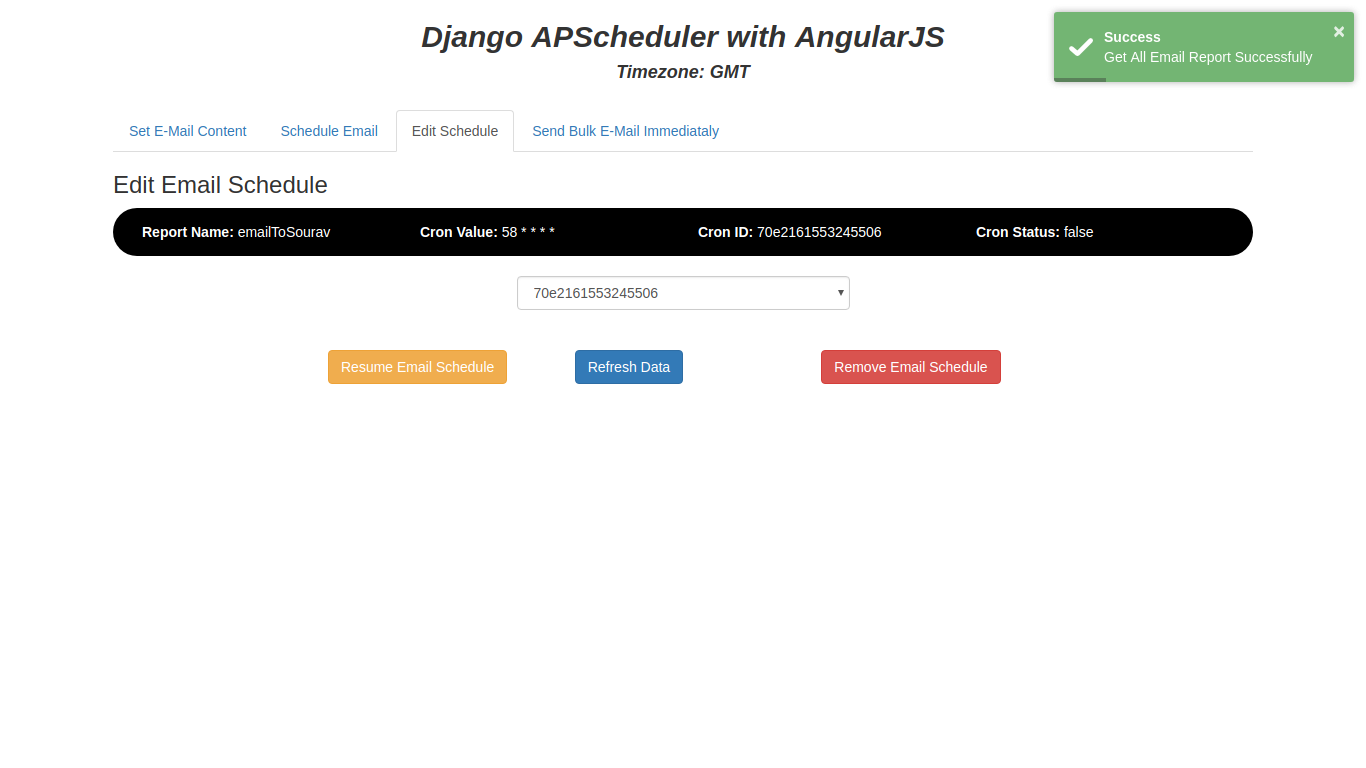 Django APScheduler with AngularJS
Timezone: GMT
Success
Get All Email Report Successfully
×
Set E-Mail Content Schedule Email Edit Schedule Send Bulk E-Mail Immediataly
Edit Email Schedule
Report Name: emailToSourav Cron Value: 58 * * * * Cron ID: 70e2161553245506 Cron Status: false
70e2161553245506
Resume Email Schedule Refresh Data Remove Email Schedule